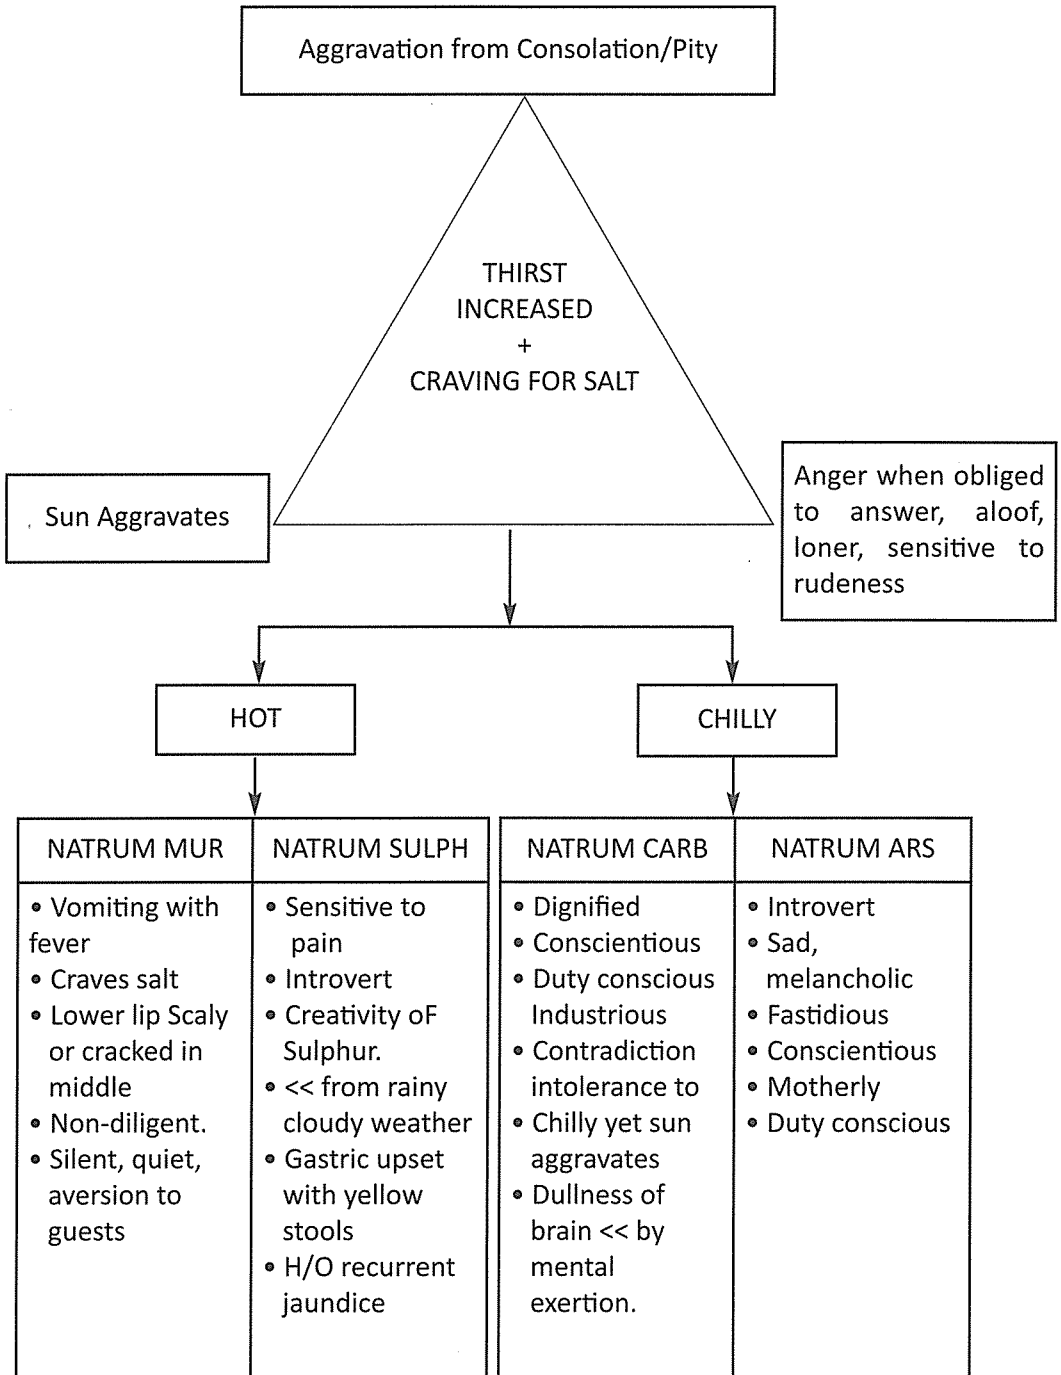 Aggravation from Consolation/Pity
THIRST
INCREASED
+
CRAVING FOR SALT
Sun Aggravates
Anger when obliged
to answer, aloof,
loner, sensitive to
rudeness
HOT
CHILLY
NATRUM MUR
• Vomiting with
fever
• Craves salt
• Lower lip Scaly
or cracked in
middle
• Non-diligent.
• Silent, quiet,
aversion to
guests
NATRUM SULPH
• Sensitive to
pain
• Introvert
• Creativity oF
Sulphur.
• << from rainy
cloudy weather
• Gastric upset
with yellow
stools
• H/O recurrent
jaundice
NATRUM CARB
• Dignified
• Conscientious
• Duty conscious
Industrious
• Contradiction
intolerance to
• Chilly yet sun
aggravates
• Dullness of
brain << by
mental
exertion.
NATRUM ARS
• Introvert
• Sad,
melancholic
• Fastidious
• Conscientious
• Motherly
• Duty conscious